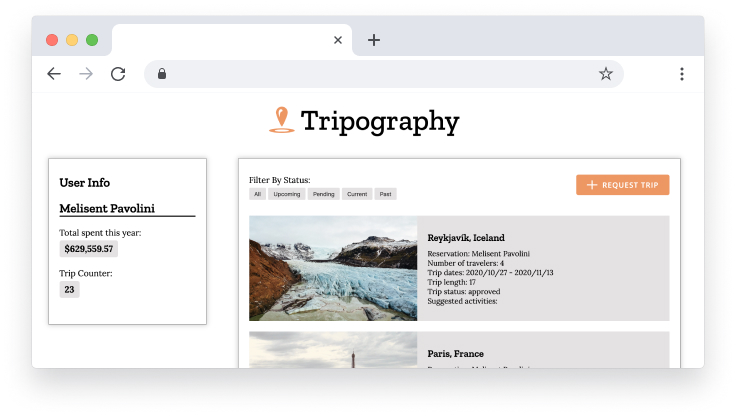 Tripography
User Info
Melisent Pavolini
Total spent this year:
$629,559.57
Trip Counter:
23
Filter By Status:
All Upcoming Pending Current Past
REQUEST TRIP
Reykjavík, Iceland
Reservation: Melisent Pavolini
Number of travelers: 4
Trip dates: 2020/10/27 - 2020/11/13
Trip length: 17
Trip status: approved
Suggested activities:
Paris, France